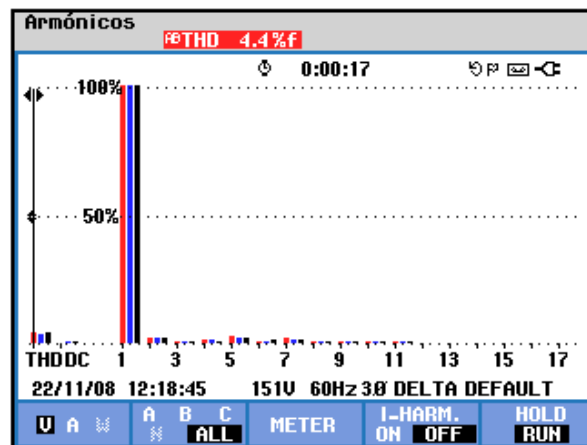 Armónicos
ABTHD 4.4%f
0:00:17
100%
50%
THD DC 1 3 5 7 9 11 13 15 17
22/11/08 12:18:45 151V 60Hz 3Ø DELTA DEFAULT
V A W
A B C
N ALL
METER
I-HARM.
ON OFF
HOLD
RUN